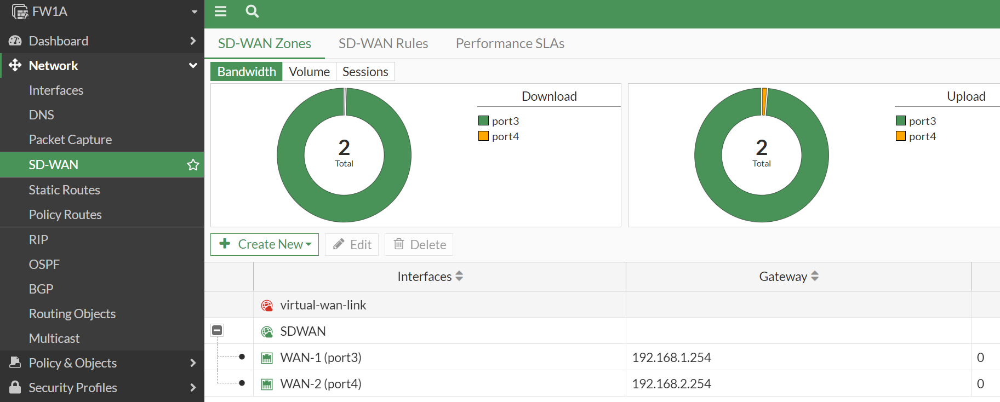 FW1A
Dashboard
Network
Interfaces
DNS
Packet Capture
SD-WAN
Static Routes
Policy Routes
RIP
OSPF
BGP
Routing Objects
Multicast
Policy & Objects
Security Profiles
SD-WAN Zones SD-WAN Rules Performance SLAs
Bandwidth Volume Sessions
Download
port3
port4
2
Total
Upload
port3
port4
2
Total
Create New Edit Delete
Interfaces Gateway
virtual-wan-link
SDWAN
WAN-1 (port3) 192.168.1.254 0
WAN-2 (port4) 192.168.2.254 0